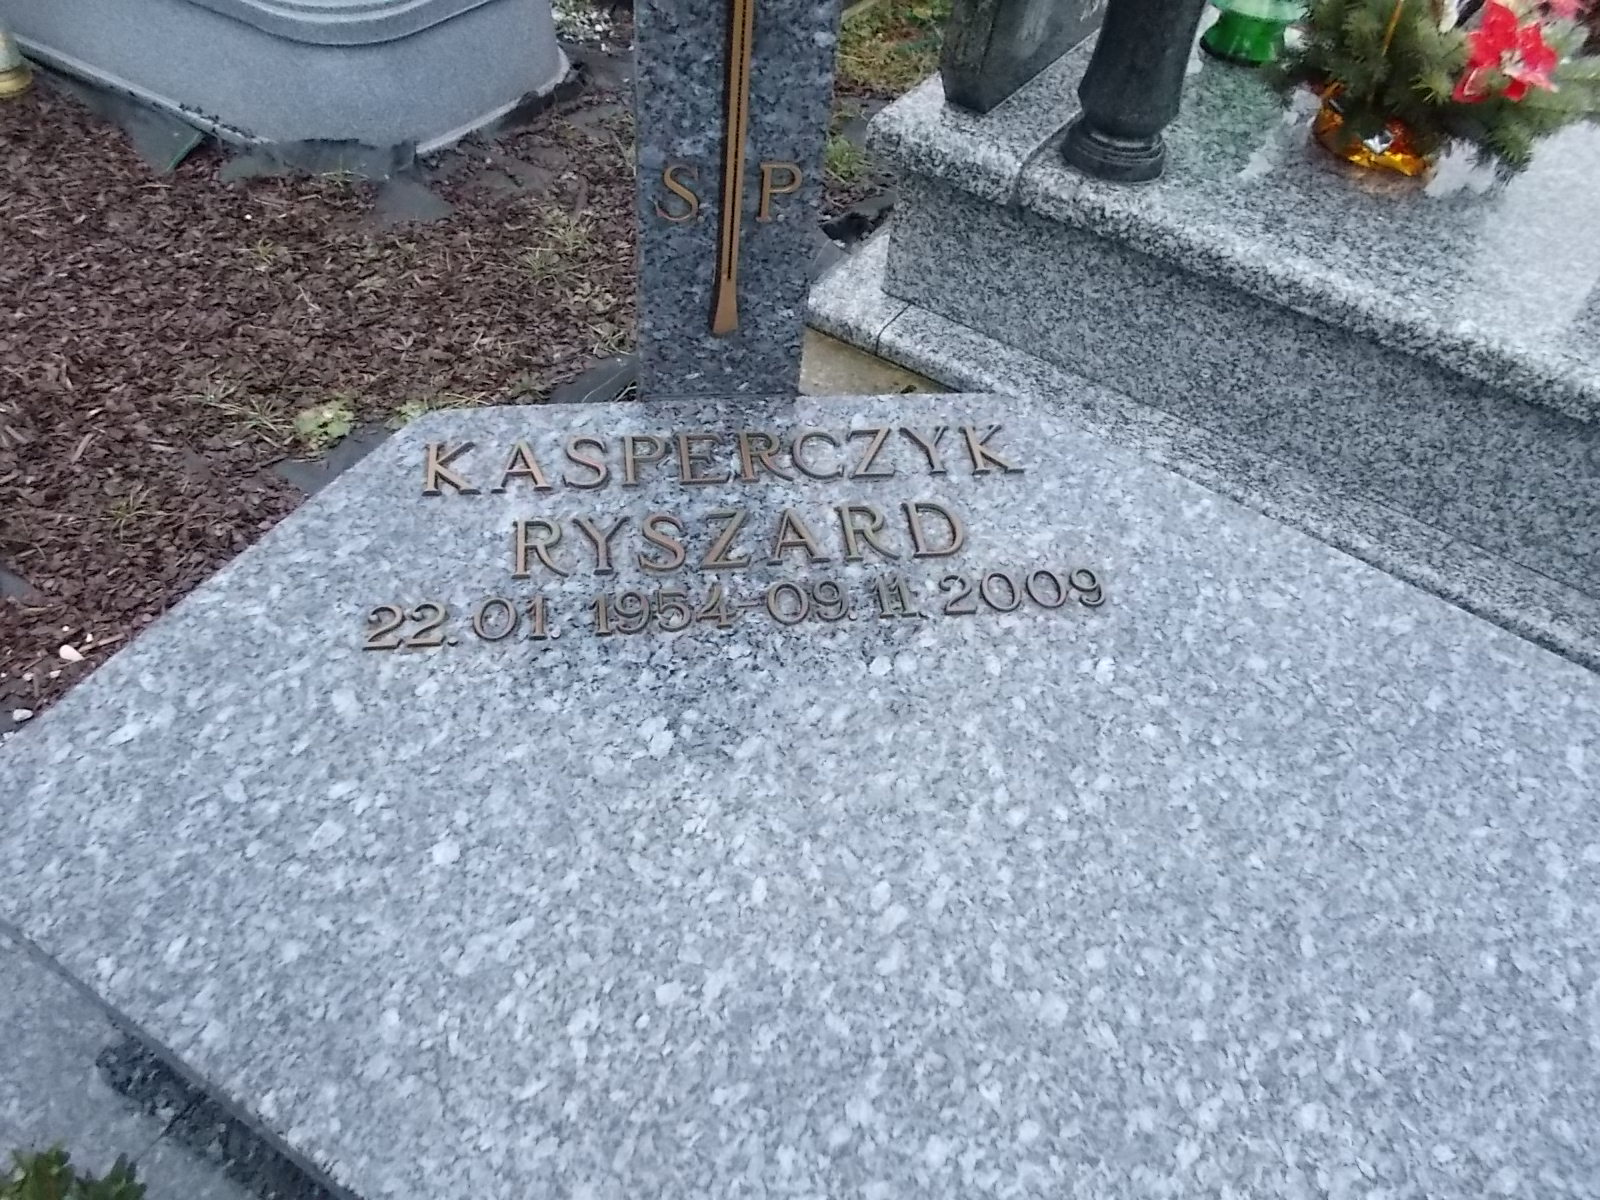 S P
KASPERCZYK
RYSZARD
22.01.1954-09.11.2009